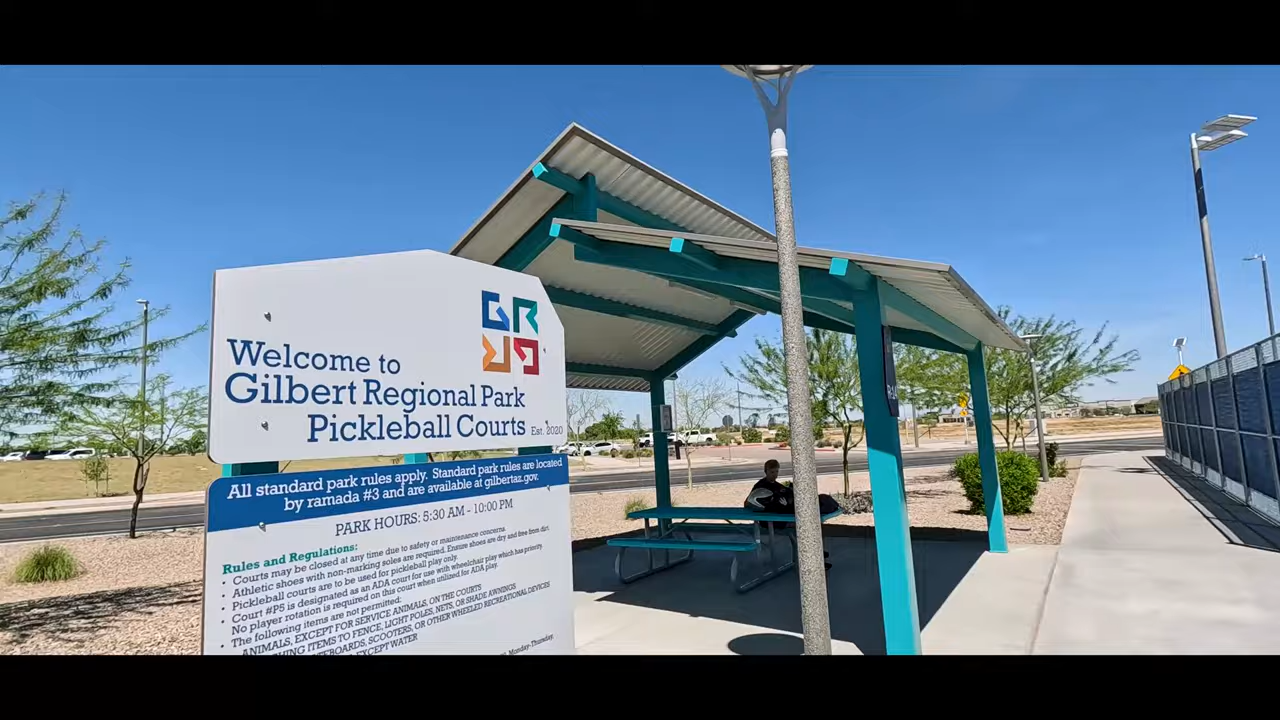 GR
Welcome to
Gilbert Regional Park
Pickleball Courts Est. 2020
All standard park rules apply. Standard park rules are located
by ramada #3 and are available at gilbertaz.gov.
PARK HOURS: 5:30 AM - 10:00 PM
Rules and Regulations:
• Courts may be closed at any time due to safety or maintenance concerns.
• Athletic shoes with non-marking soles are required. Ensure shoes are dry and free from dirt.
• Pickleball courts are to be used for pickleball play only.
• Court #P5 is designated as an ADA court for use with wheelchair play which has priority.
No player rotation is required on this court when utilized for ADA play.
• The following items are not permitted:
ANIMALS, EXCEPT FOR SERVICE ANIMALS, ON THE COURTS
ITEMS TO FENCE, LIGHT POLES, NETS, OR SHADE AWNINGS
SCOOTERS, OR OTHER WHEELED RECREATIONAL DEVICES
EXCEPT WATER
Monday-Thursday.